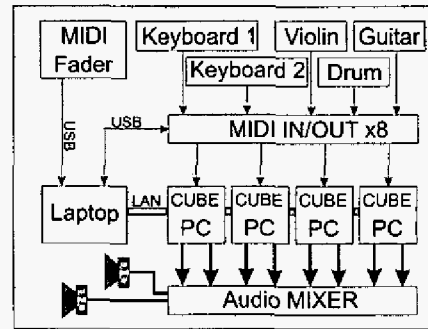 MIDI
Fader
Keyboard 1
Violin
Guitar
Keyboard 2
Drum
USB
USB
MIDI IN/OUT x8
Laptop
LAN
CUBE
PC
CUBE
PC
CUBE
PC
CUBE
PC
Audio MIXER